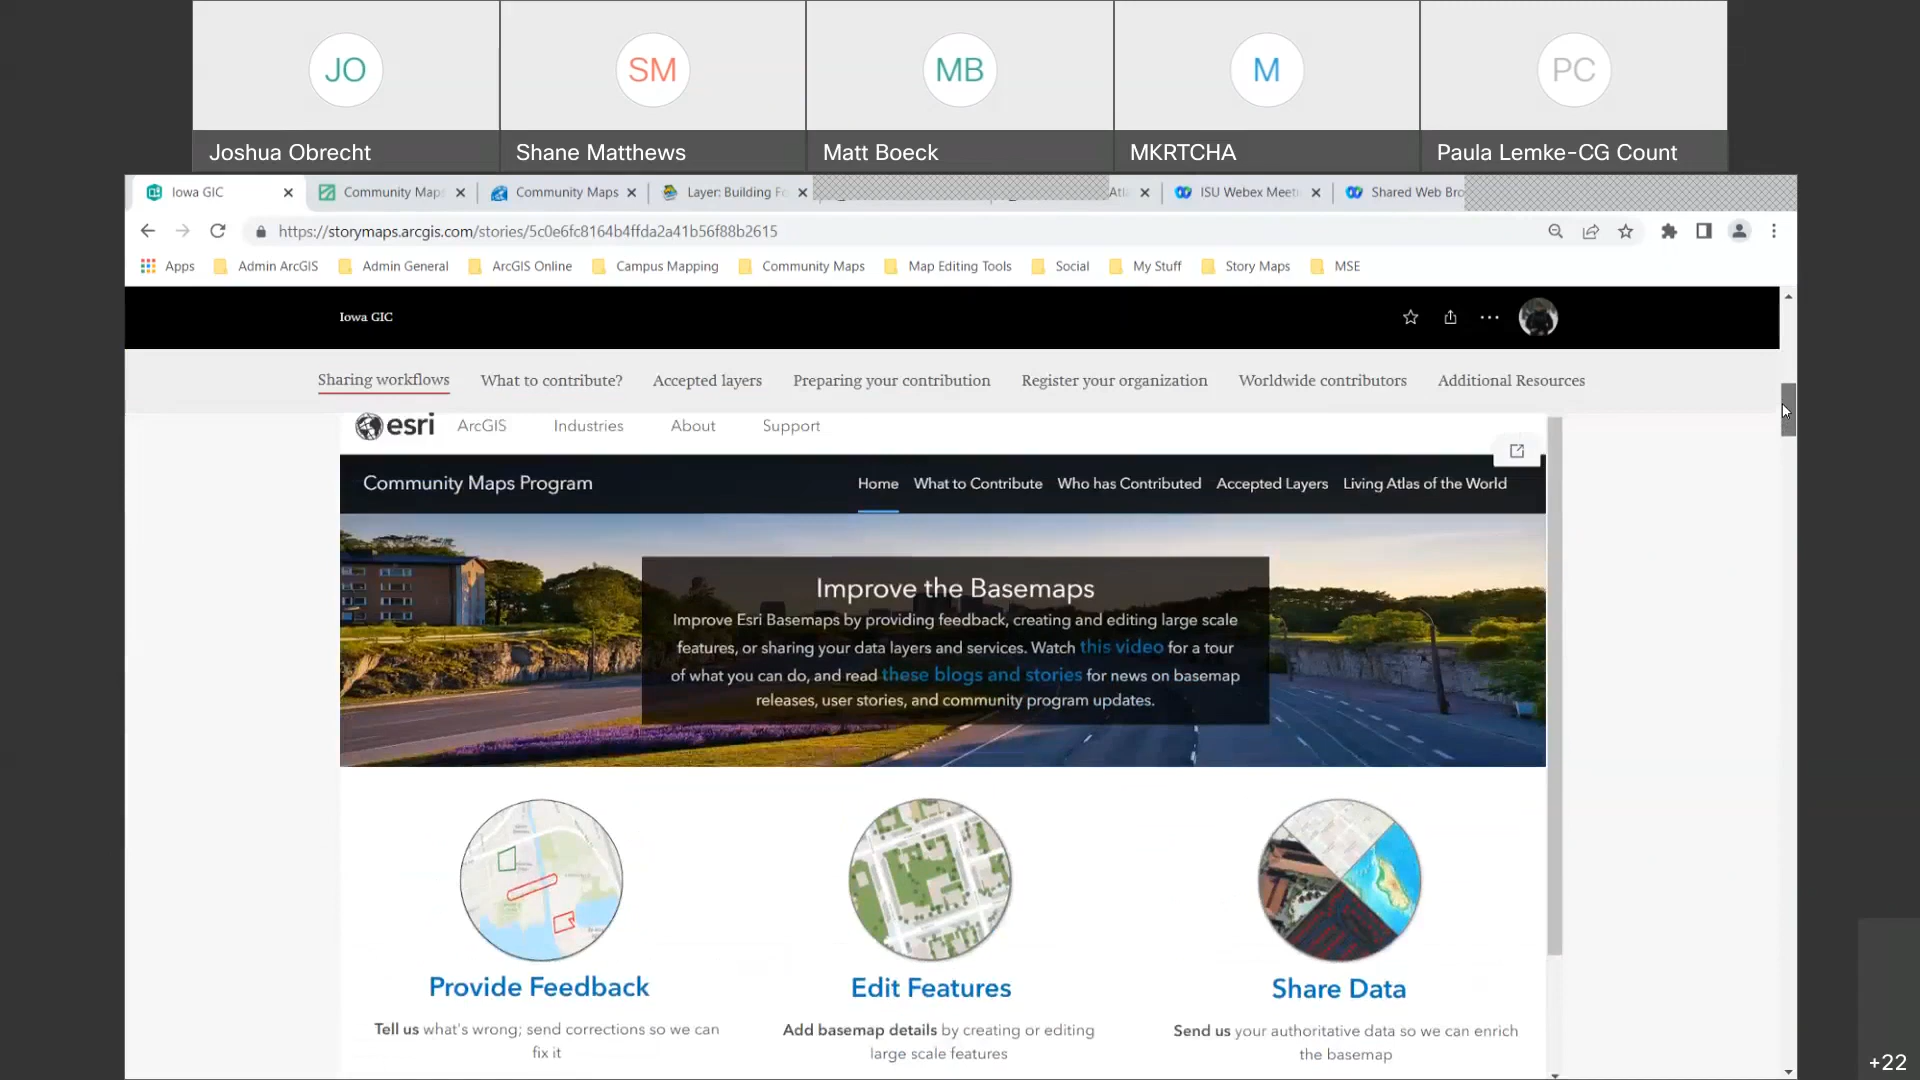 JO
SM
MB
M
PC
Joshua Obrecht
Shane Matthews
Matt Boeck
MKRTCHA
Paula Lemke-CG Count
Iowa GIC
Community Map
Community Maps
Layer: Building Fo
ISU Webex Meeti
Shared Web Bro
https://storymaps.arcgis.com/stories/5c0e6fc8164b4ffda2a41b56f88b2615
Apps
Admin ArcGIS
Admin General
ArcGIS Online
Campus Mapping
Community Maps
Map Editing Tools
Social
My Stuff
Story Maps
MSE
Iowa GIC
Sharing workflows
What to contribute?
Accepted layers
Preparing your contribution
Register your organization
Worldwide contributors
Additional Resources
esri
ArcGIS
Industries
About
Support
Community Maps Program
Home
What to Contribute
Who has Contributed
Accepted Layers
Living Atlas of the World
Improve the Basemaps
Improve Esri Basemaps by providing feedback, creating and editing large scale
features, or sharing your data layers and services. Watch this video for a tour
of what you can do, and read these blogs and stories for news on basemap
releases, user stories, and community program updates.
Provide Feedback
Tell us what's wrong; send corrections so we can
fix it
Edit Features
Add basemap details by creating or editing
large scale features
Share Data
Send us your authoritative data so we can enrich
the basemap
+22